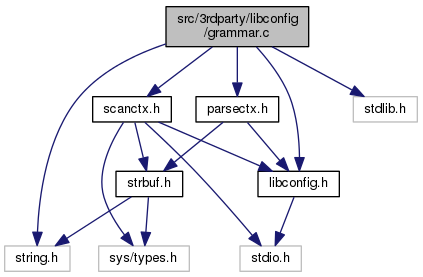 src/3rdparty/libconfig
/grammar.c
scanctx.h
parsectx.h
stdlib.h
strbuf.h
libconfig.h
string.h
sys/types.h
stdio.h